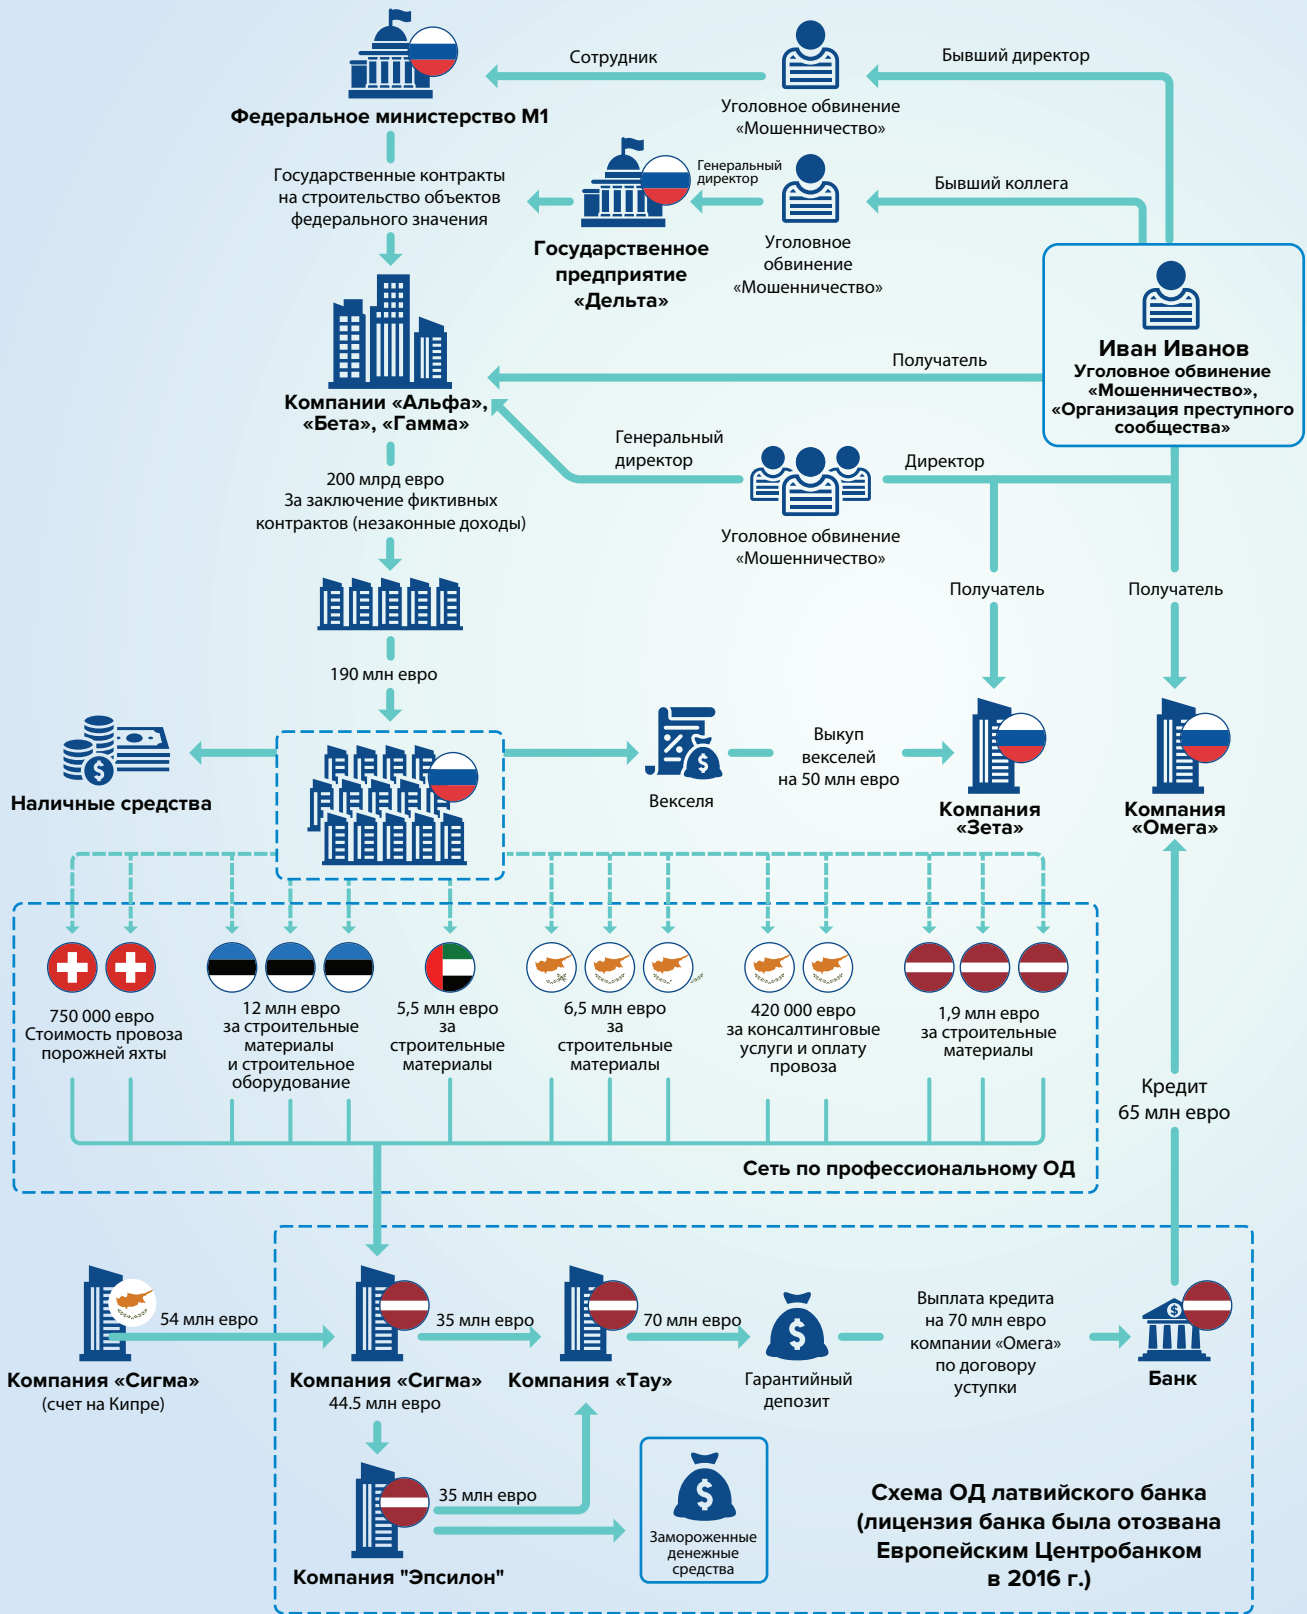 Сотрудник
Бывший директор
Уголовное обвинение
«Мошенничество»
Федеральное министерство М1
Государственные контракты
на строительство объектов
федерального значения
Генеральный
директор
Бывший коллега
Государственное
предприятие
«Дельта»
Уголовное
обвинение
«Мошенничество»
Иван Иванов
Уголовное обвинение
«Мошенничество»,
«Организация преступного
сообщества»
Получатель
Компании «Альфа»,
«Бета», «Гамма»
Генеральный
директор
Директор
Уголовное обвинение
«Мошенничество»
200 млрд евро
За заключение фиктивных
контрактов (незаконные доходы)
Получатель
Получатель
190 млн евро
Наличные средства
Векселя
Выкуп
векселей
на 50 млн евро
Компания
«Зета»
Компания
«Омега»
750 000 евро
Стоимость провоза
порожней яхты
12 млн евро
за строительные
материалы
и строительное
оборудование
5,5 млн евро
за
строительные
материалы
6,5 млн евро
за
строительные
материалы
420 000 евро
за консалтинговые
услуги и оплату
провоза
1,9 млн евро
за строительные
материалы
Кредит
65 млн евро
Сеть по профессиональному ОД
54 млн евро
35 млн евро
70 млн евро
Выплата кредита
на 70 млн евро
компании «Омега»
по договору
уступки
Компания «Сигма»
(счет на Кипре)
Компания «Сигма»
44.5 млн евро
Компания «Тау»
Гарантийный
депозит
Банк
35 млн евро
Компания "Эпсилон"
Замороженные
денежные
средства
Схема ОД латвийского банка
(лицензия банка была отозвана
Европейским Центробанком
в 2016 г.)